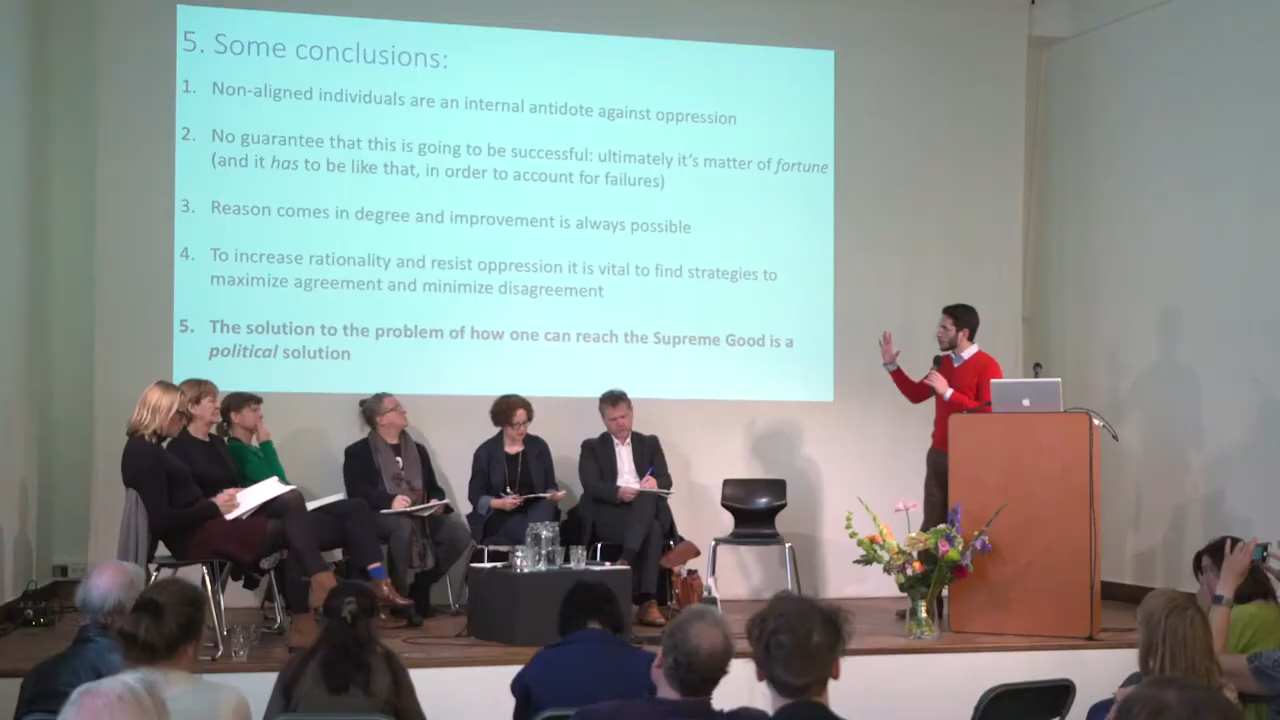 5. Some conclusions:
1. Non-aligned individuals are an internal antidote against oppression
2. No guarantee that this is going to be successful: ultimately it's matter of fortune
(and it has to be like that, in order to account for failures)
3. Reason comes in degree and improvement is always possible
4. To increase rationality and resist oppression it is vital to find strategies to
maximize agreement and minimize disagreement
5. The solution to the problem of how one can reach the Supreme Good is a
political solution